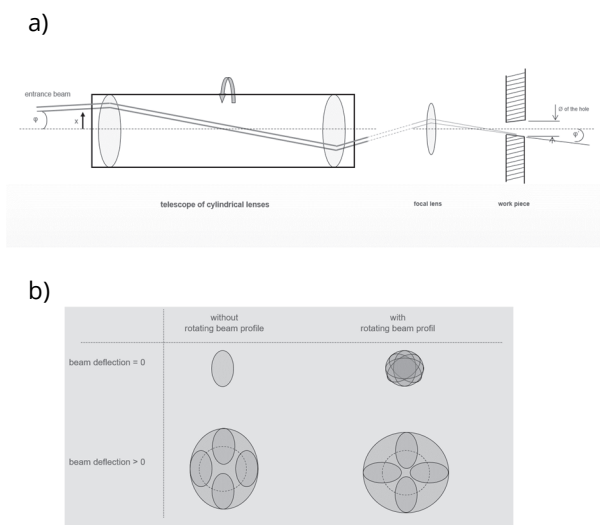 a)
entrance beam
φ
x
Ø of the hole
φ'
telescope of cylindrical lenses
focal lens
work piece
b)
without
rotating beam profile
with
rotating beam profil
beam deflection = 0
beam deflection > 0